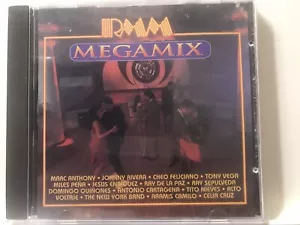 RMM
MEGAMIX
MARC ANTHONY • JOHNNY RIVERA • CHEO FELICIANO • TONY VEGA
MILES PEÑA • JESUS ENRIQUEZ • RAY DE LA PAZ • RAY SEPULVEDA
DOMINGO QUIÑONES • ANTONIO CARTAGENA • TITO NIEVES • ALTO
VOLTAJE • THE NEW YORK BAND • ARAMIS CAMILO • CELIA CRUZ